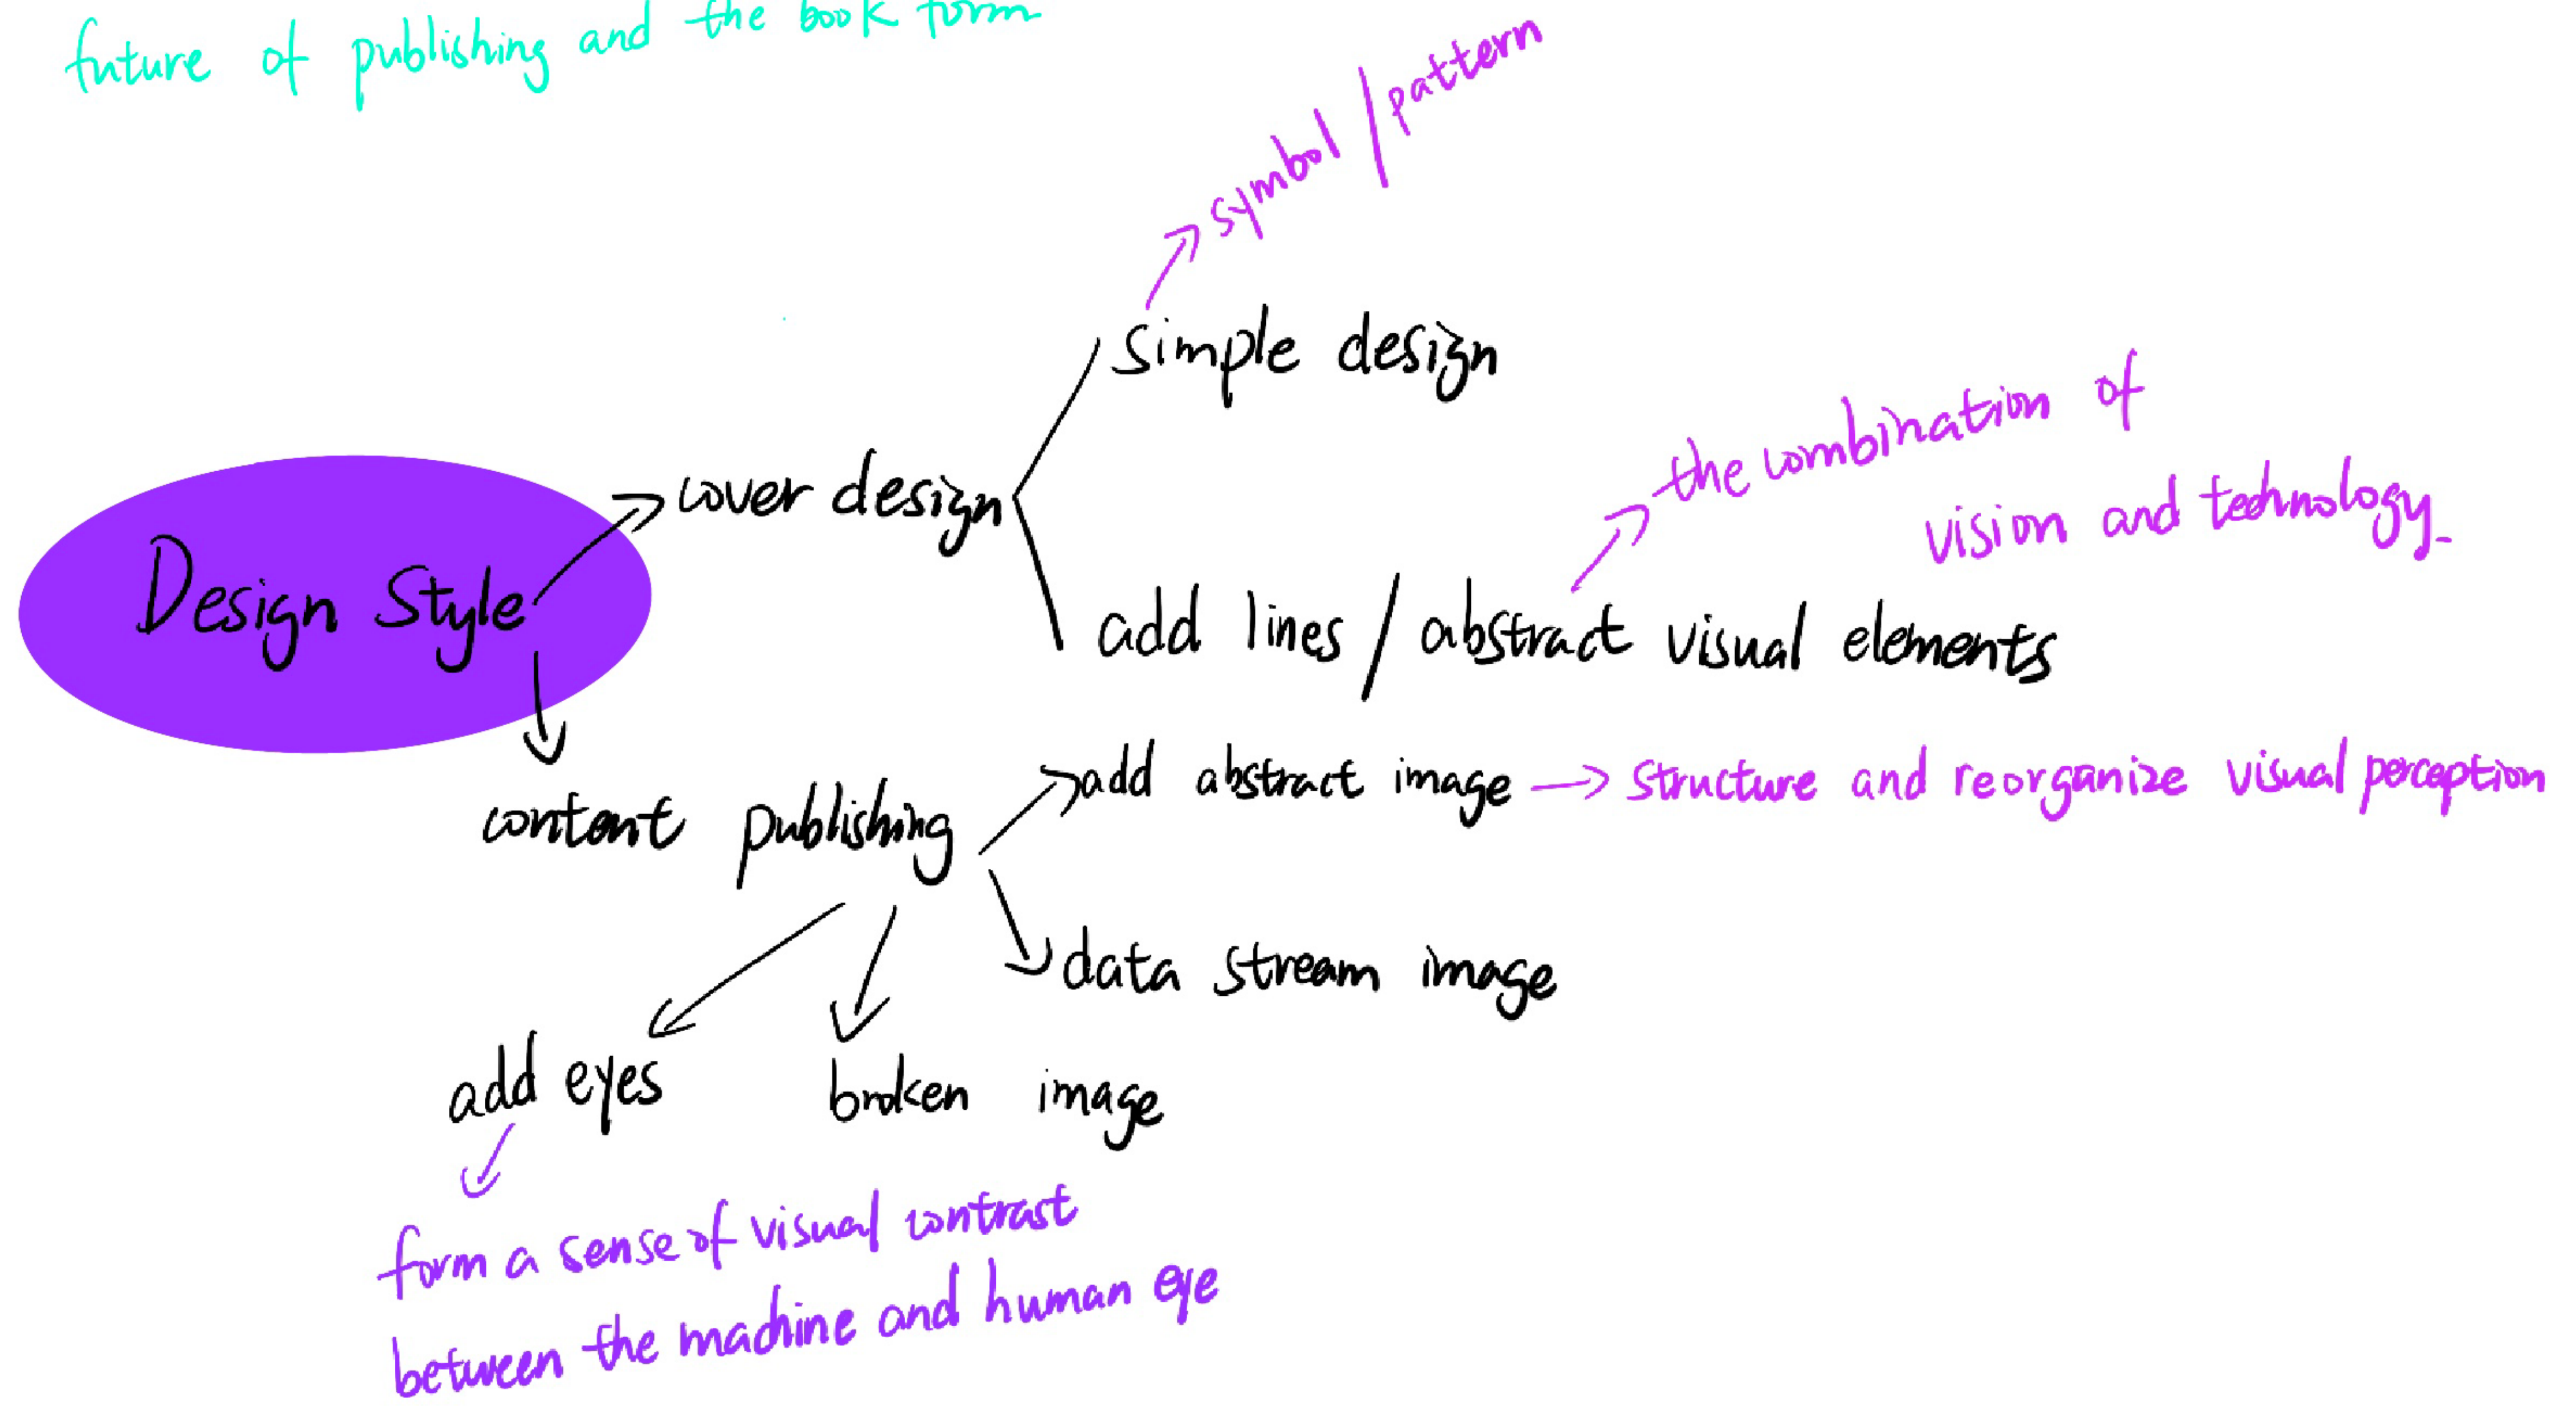 future of publishing and the book form
symbol/pattern
simple design
the combination of
vision and technology
cover design
Design Style
add lines / abstract visual elements
add abstract image
structure and reorganize visual perception
content publishing
data stream image
add eyes
broken image
form a sense of visual contrast
between the machine and human eye